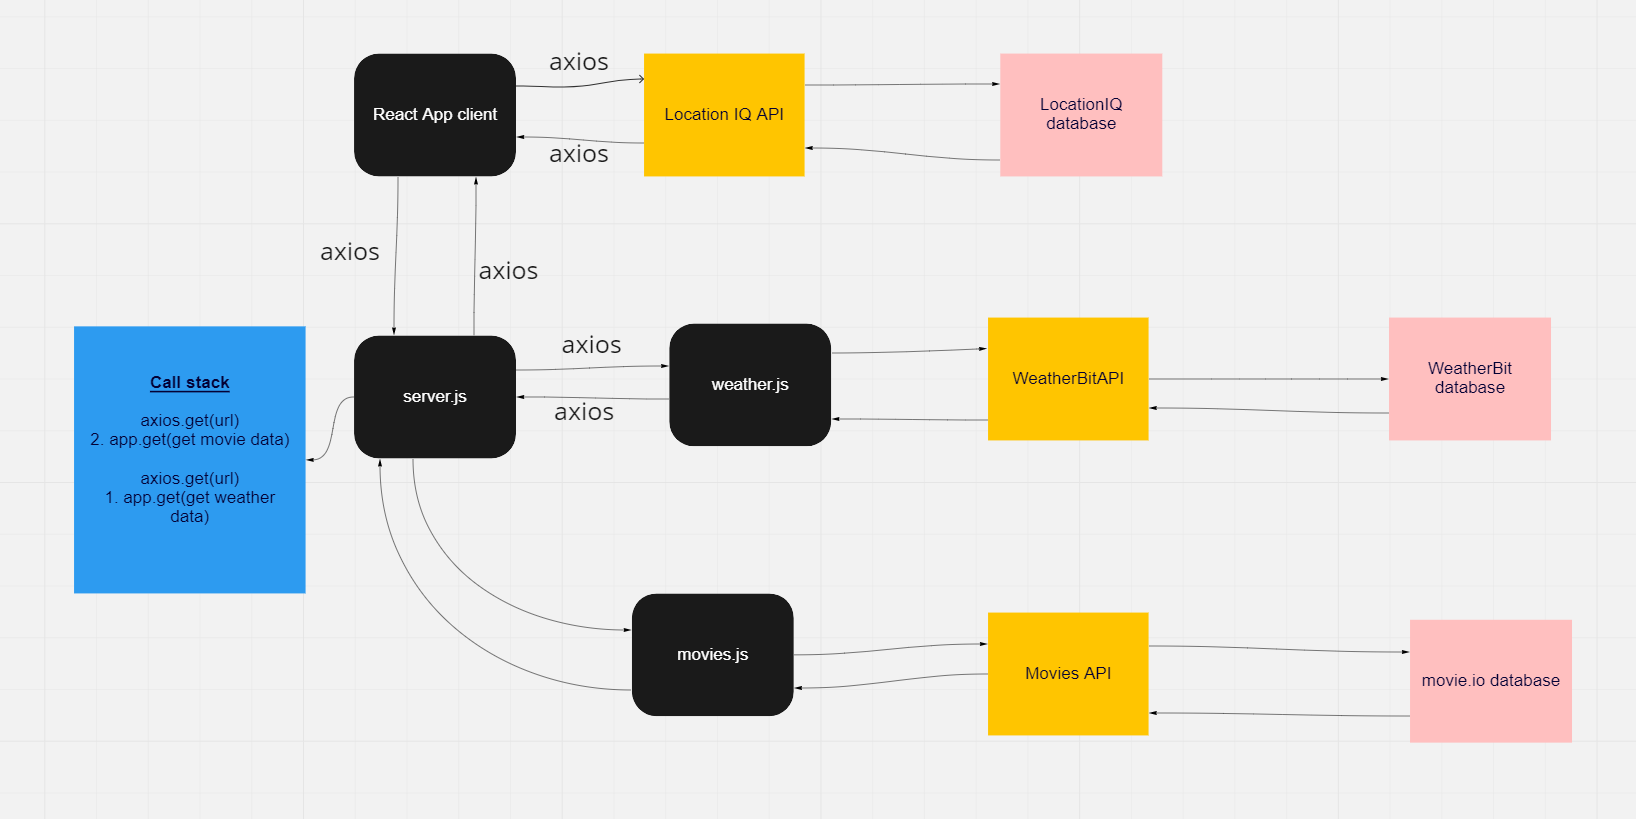 axios
React App client
Location IQ API
LocationIQ
database
axios
axios
axios
axios
Call stack
axios.get(url)
2. app.get(get movie data)
axios.get(url)
1. app.get(get weather
data)
server.js
axios
weather.js
WeatherBitAPI
WeatherBit
database
movies.js
Movies API
movie.io database